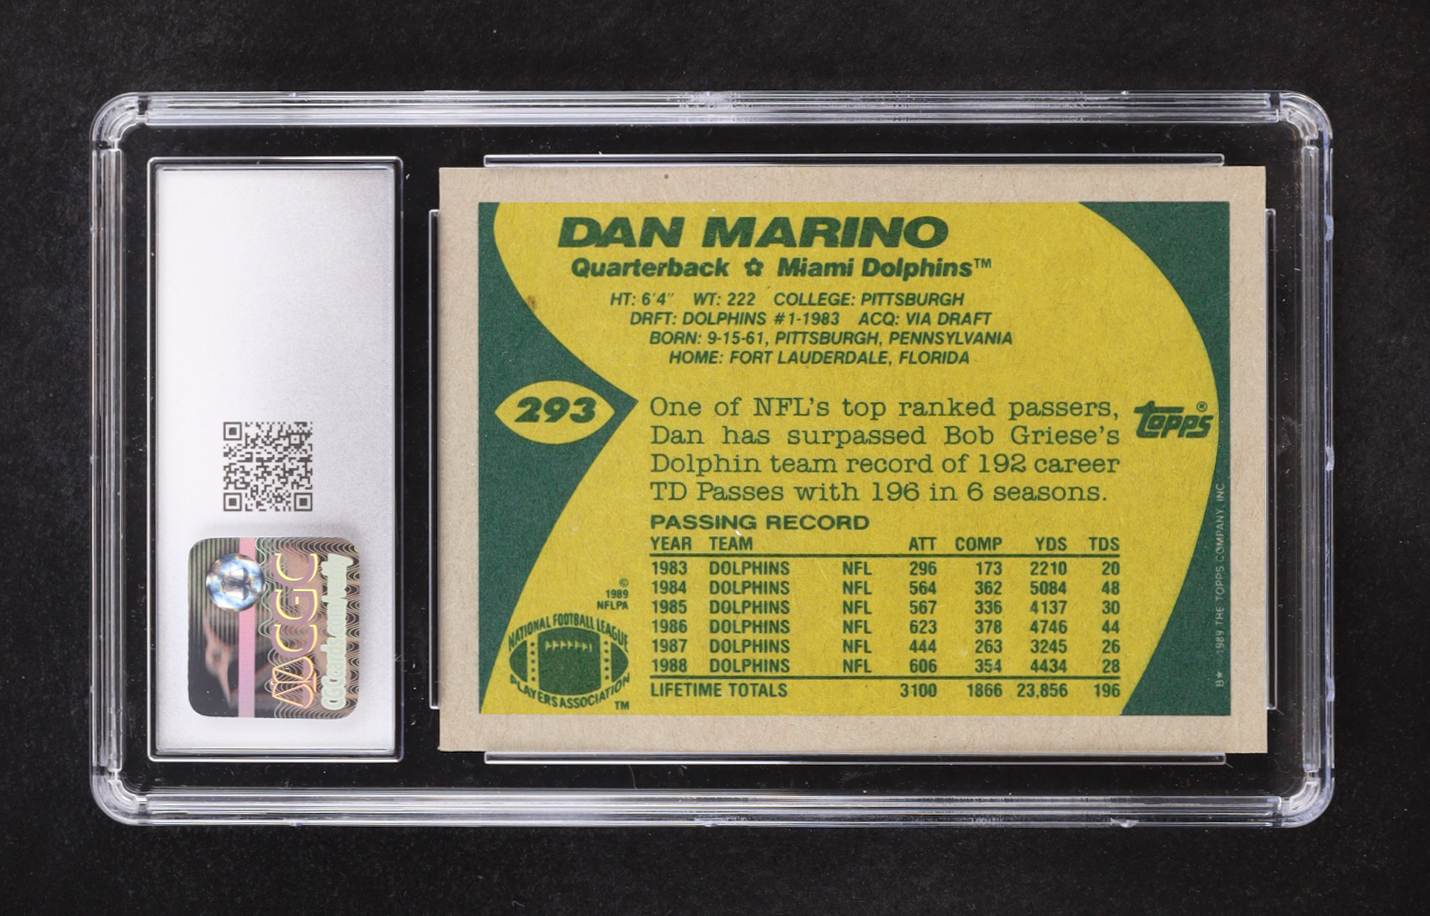 DAN MARINO
Quarterback ✿ Miami Dolphins™
HT: 6'4" WT: 222 COLLEGE: PITTSBURGH
DRFT: DOLPHINS #1-1983 ACQ: VIA DRAFT
BORN: 9-15-61, PITTSBURGH, PENNSYLVANIA
HOME: FORT LAUDERDALE, FLORIDA
293
One of NFL's top ranked passers,
Dan has surpassed Bob Griese's
Dolphin team record of 192 career
TD Passes with 196 in 6 seasons.
topps®
PASSING RECORD
YEAR TEAM ATT COMP YDS TDS
1983 DOLPHINS NFL 296 173 2210 20
1984 DOLPHINS NFL 564 362 5084 48
1985 DOLPHINS NFL 567 336 4137 30
1986 DOLPHINS NFL 623 378 4746 44
1987 DOLPHINS NFL 444 263 3245 26
1988 DOLPHINS NFL 606 354 4434 28
LIFETIME TOTALS 3100 1866 23,856 196
©
1989
NFLPA
NATIONAL FOOTBALL LEAGUE
PLAYERS ASSOCIATION
™
B* 1989 THE TOPPS COMPANY, INC.
CGC